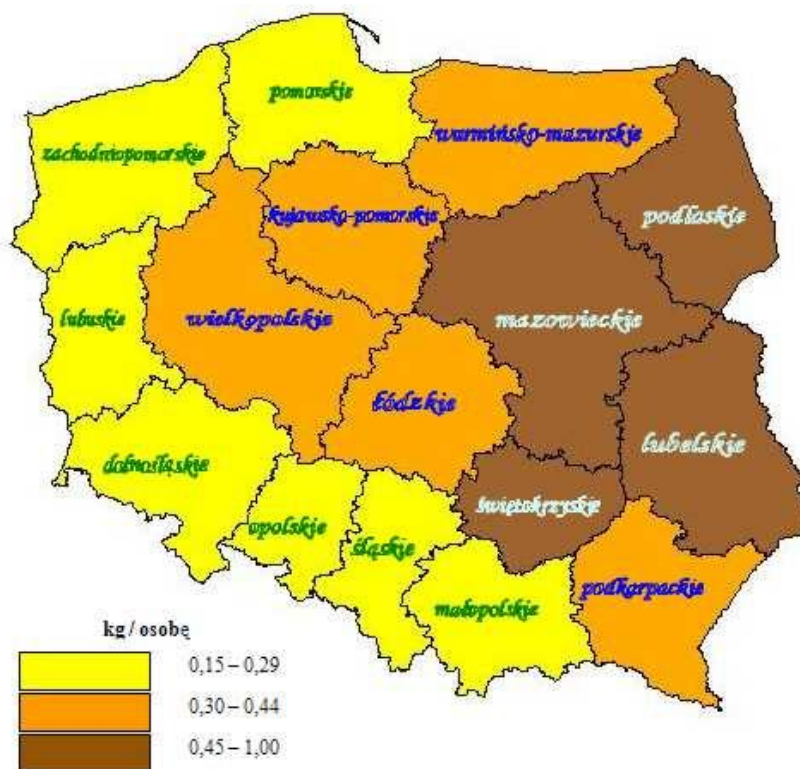 pomorskie
warmińsko-mazurskie
zachodniopomorskie
kujawsko-pomorskie
podlaskie
lubuskie
wielkopolskie
mazowieckie
łódzkie
lubelskie
dolnośląskie
świętokrzyskie
opolskie
śląskie
małopolskie
podkarpackie
kg / osobę
0,15 – 0,29
0,30 – 0,44
0,45 – 1,00